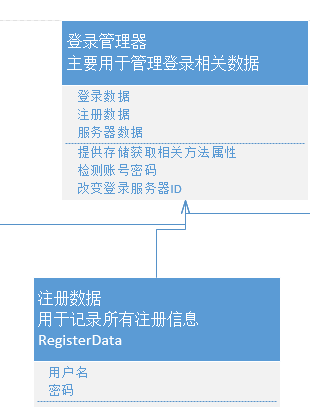 登录管理器
主要用于管理登录相关数据
登录数据
注册数据
服务器数据
提供存储获取相关方法属性
检测账号密码
改变登录服务器ID
注册数据
用于记录所有注册信息
RegisterData
用户名
密码